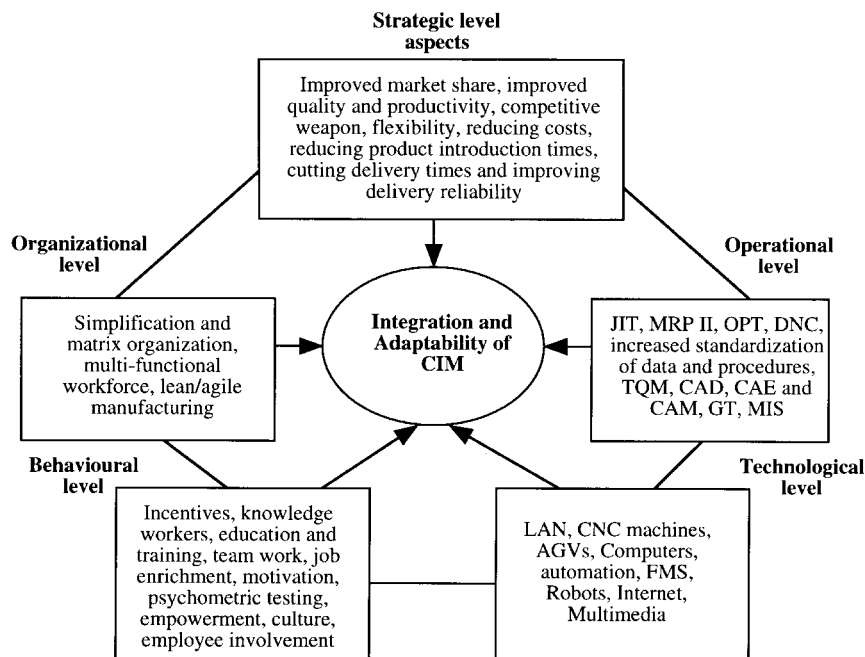 Strategic level
aspects
Improved market share, improved
quality and productivity, competitive
weapon, flexibility, reducing costs,
reducing product introduction times,
cutting delivery times and improving
delivery reliability
Organizational
level
Operational
level
Simplification and
matrix organization,
multi-functional
workforce, lean/agile
manufacturing
Integration and
Adaptability of
CIM
JIT, MRP II, OPT, DNC,
increased standardization
of data and procedures,
TQM, CAD, CAE and
CAM, GT, MIS
Behavioural
level
Technological
level
Incentives, knowledge
workers, education and
training, team work, job
enrichment, motivation,
psychometric testing,
empowerment, culture,
employee involvement
LAN, CNC machines,
AGVs, Computers,
automation, FMS,
Robots, Internet,
Multimedia